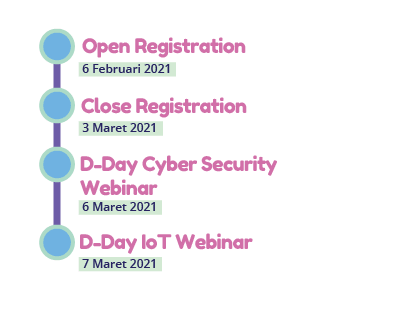 Open Registration
6 Februari 2021
Close Registration
3 Maret 2021
D-Day Cyber Security
Webinar
6 Maret 2021
D-Day IoT Webinar
7 Maret 2021